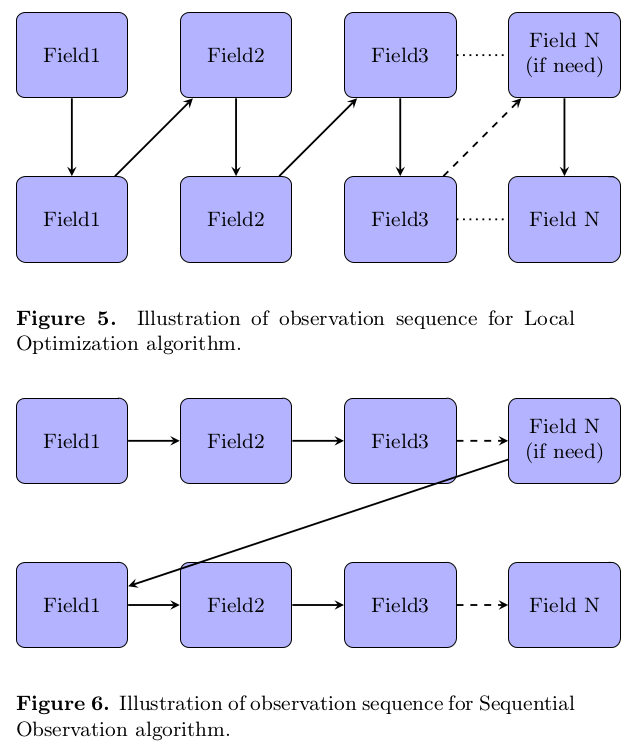 Field1
Field2
Field3
Field N
(if need)
Field1
Field2
Field3
Field N
Figure 5. Illustration of observation sequence for Local
Optimization algorithm.
Field1
Field2
Field3
Field N
(if need)
Field1
Field2
Field3
Field N
Figure 6. Illustration of observation sequence for Sequential
Observation algorithm.